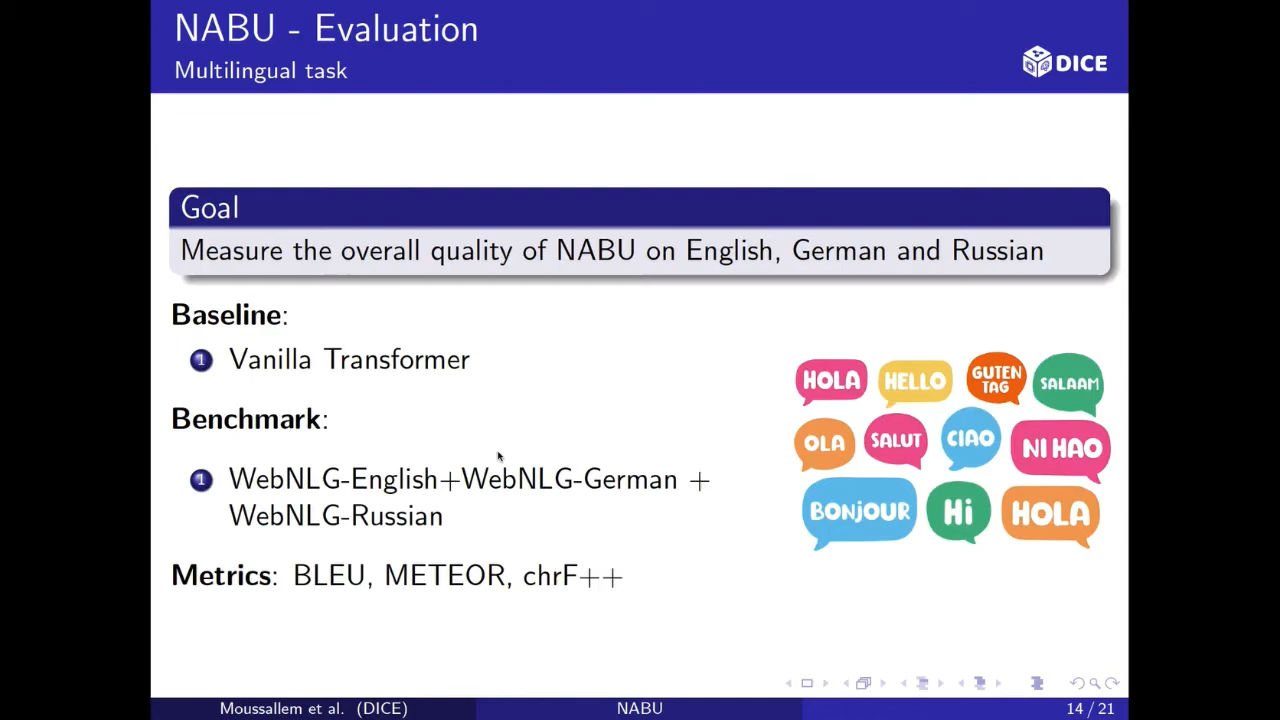 NABU - Evaluation
Multilingual task
DICE
Goal
Measure the overall quality of NABU on English, German and Russian
Baseline:
1 Vanilla Transformer
Benchmark:
1 WebNLG-English+WebNLG-German +
WebNLG-Russian
Metrics: BLEU, METEOR, chrF++
HOLA
HELLO
GUTEN
TAG
SALAAM
OLA
SALUT
CIAO
NI HAO
BONjOUR
Hi
HOLA
Moussallem et al. (DICE)
NABU
14 / 21